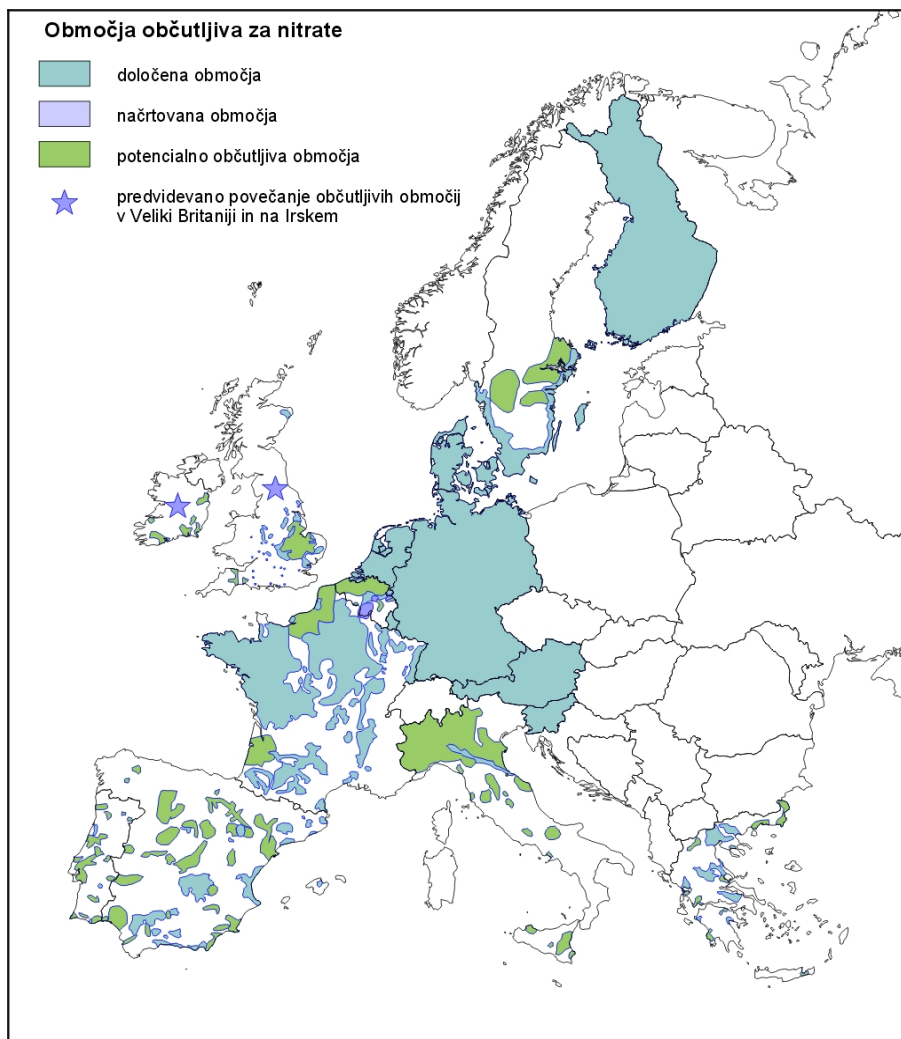 Območja občutljiva za nitrate
določena območja
načrtovana območja
potencialno občutljiva območja
predvidevano povečanje občutljivih območij
v Veliki Britaniji in na Irskem